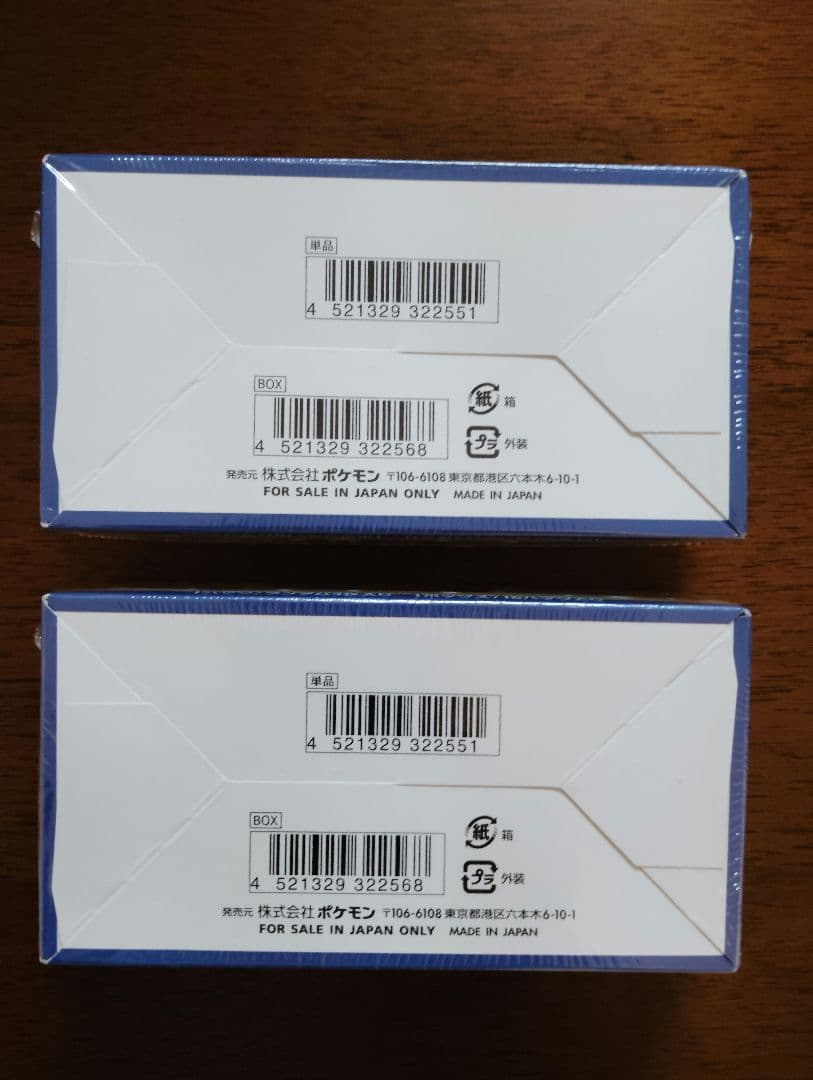 単品
4 521329 322551
BOX
4 521329 322568
紙 箱
プラ 外装
発売元 株式会社ポケモン 〒106-6108 東京都港区六本木6-10-1
FOR SALE IN JAPAN ONLY MADE IN JAPAN
単品
4 521329 322551
BOX
4 521329 322568
紙 箱
プラ 外装
発売元 株式会社ポケモン 〒106-6108 東京都港区六本木6-10-1
FOR SALE IN JAPAN ONLY MADE IN JAPAN